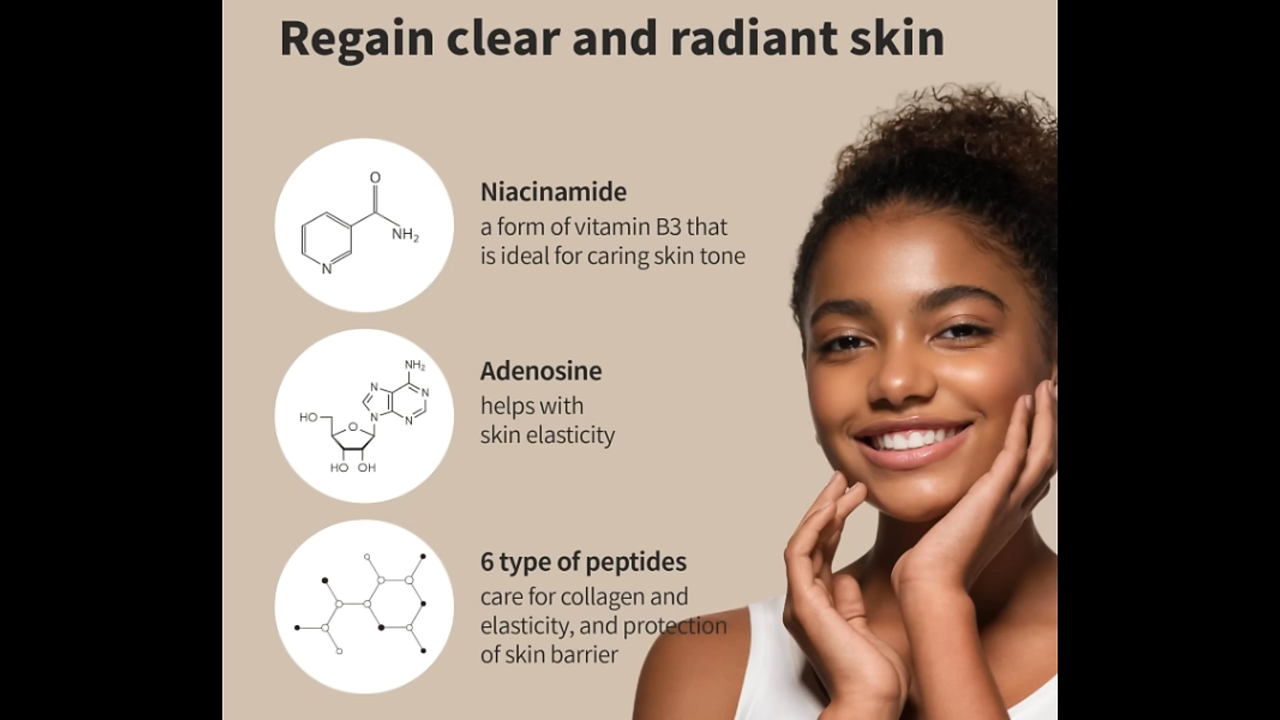 Regain clear and radiant skin
O
NH₂
N
Niacinamide
a form of vitamin B3 that
is ideal for caring skin tone
NH₂
N
N
N
N
HO
O
HO OH
Adenosine
helps with
skin elasticity
6 type of peptides
care for collagen and
elasticity, and protection
of skin barrier